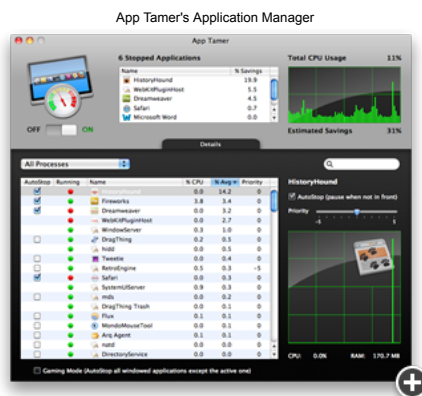 App Tamer's Application Manager
App Tamer
6 Stopped Applications
Total CPU Usage 11%
Name % Savings
HistoryHound 19.9
WebKitPluginHost 5.5
Dreamweaver 4.5
Safari 0.7
Microsoft Word 0.0
OFF ON
Estimated Savings 31%
Details
All Processes
AutoStop Running Name % CPU % Avg Priority
HistoryHound 0.0 14.2 0
Fireworks 3.8 3.4 0
Dreamweaver 0.0 3.2 0
WebKitPluginHost 0.0 2.7 0
WindowServer 0.3 1.0 0
DragThing 0.2 0.5 0
hidd 0.0 0.5 0
Tweetie 0.0 0.4 0
RetroEngine 0.5 0.3 -5
Safari 0.0 0.3 0
SystemUIServer 0.9 0.3 0
mds 0.0 0.2 0
DragThing Trash 0.0 0.1 0
Flux 0.1 0.1 0
MondoMouseTool 0.0 0.1 0
Arq Agent 0.1 0.1 0
natd 0.0 0.0 0
DirectoryService 0.0 0.0 0
HistoryHound
AutoStop (pause when not in front)
Priority
-5 5
CPU: 0.0% RAM: 170.7 MB
Gaming Mode (AutoStop all windowed applications except the active one)